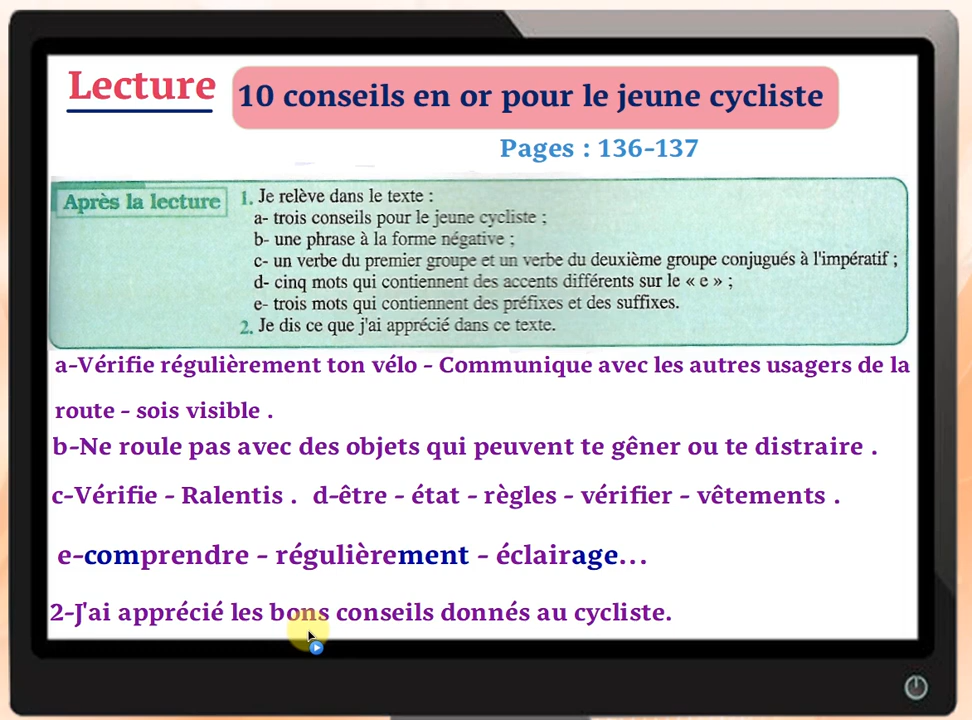 Lecture
10 conseils en or pour le jeune cycliste
Pages : 136-137
Après la lecture
1. Je relève dans le texte :
a- trois conseils pour le jeune cycliste ;
b- une phrase à la forme négative ;
c- un verbe du premier groupe et un verbe du deuxième groupe conjugués à l'impératif ;
d- cinq mots qui contiennent des accents différents sur le « e » ;
e- trois mots qui contiennent des préfixes et des suffixes.
2. Je dis ce que j'ai apprécié dans ce texte.
a-Vérifie régulièrement ton vélo - Communique avec les autres usagers de la
route - sois visible .
b-Ne roule pas avec des objets qui peuvent te gêner ou te distraire .
c-Vérifie - Ralentis . d-être - état - règles - vérifier - vêtements .
e-comprendre - régulièrement - éclairage...
2-J'ai apprécié les bons conseils donnés au cycliste.